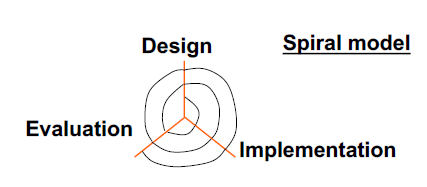 Design
Spiral model
Evaluation
Implementation